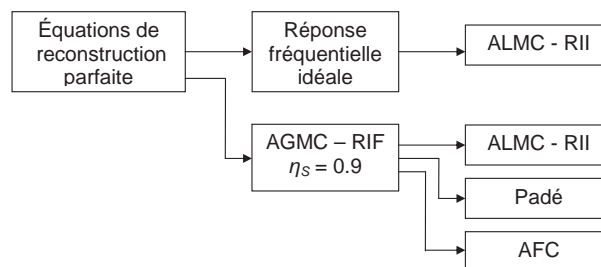 Équations de
reconstruction
parfaite
Réponse
fréquentielle
idéale
ALMC - RII
AGMC – RIF
ηS = 0.9
ALMC - RII
Padé
AFC